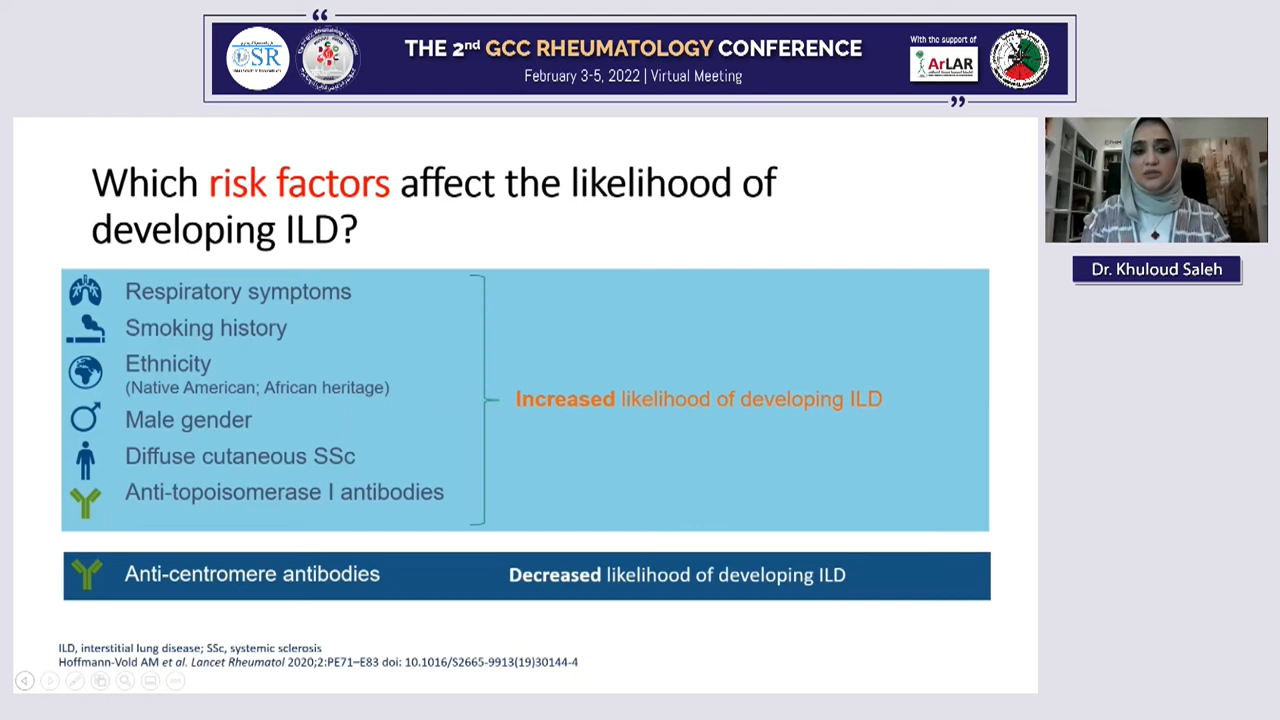 “
THE 2nd GCC RHEUMATOLOGY CONFERENCE
February 3-5, 2022 | Virtual Meeting
”
OSR
With the support of
ArLAR
Which risk factors affect the likelihood of
developing ILD?
Respiratory symptoms
Smoking history
Ethnicity
(Native American; African heritage)
Male gender
Diffuse cutaneous SSc
Anti-topoisomerase I antibodies
Increased likelihood of developing ILD
Anti-centromere antibodies
Decreased likelihood of developing ILD
ILD, interstitial lung disease; SSc, systemic sclerosis
Hoffmann-Vold AM et al. Lancet Rheumatol 2020;2:PE71–E83 doi: 10.1016/S2665-9913(19)30144-4
Dr. Khuloud Saleh